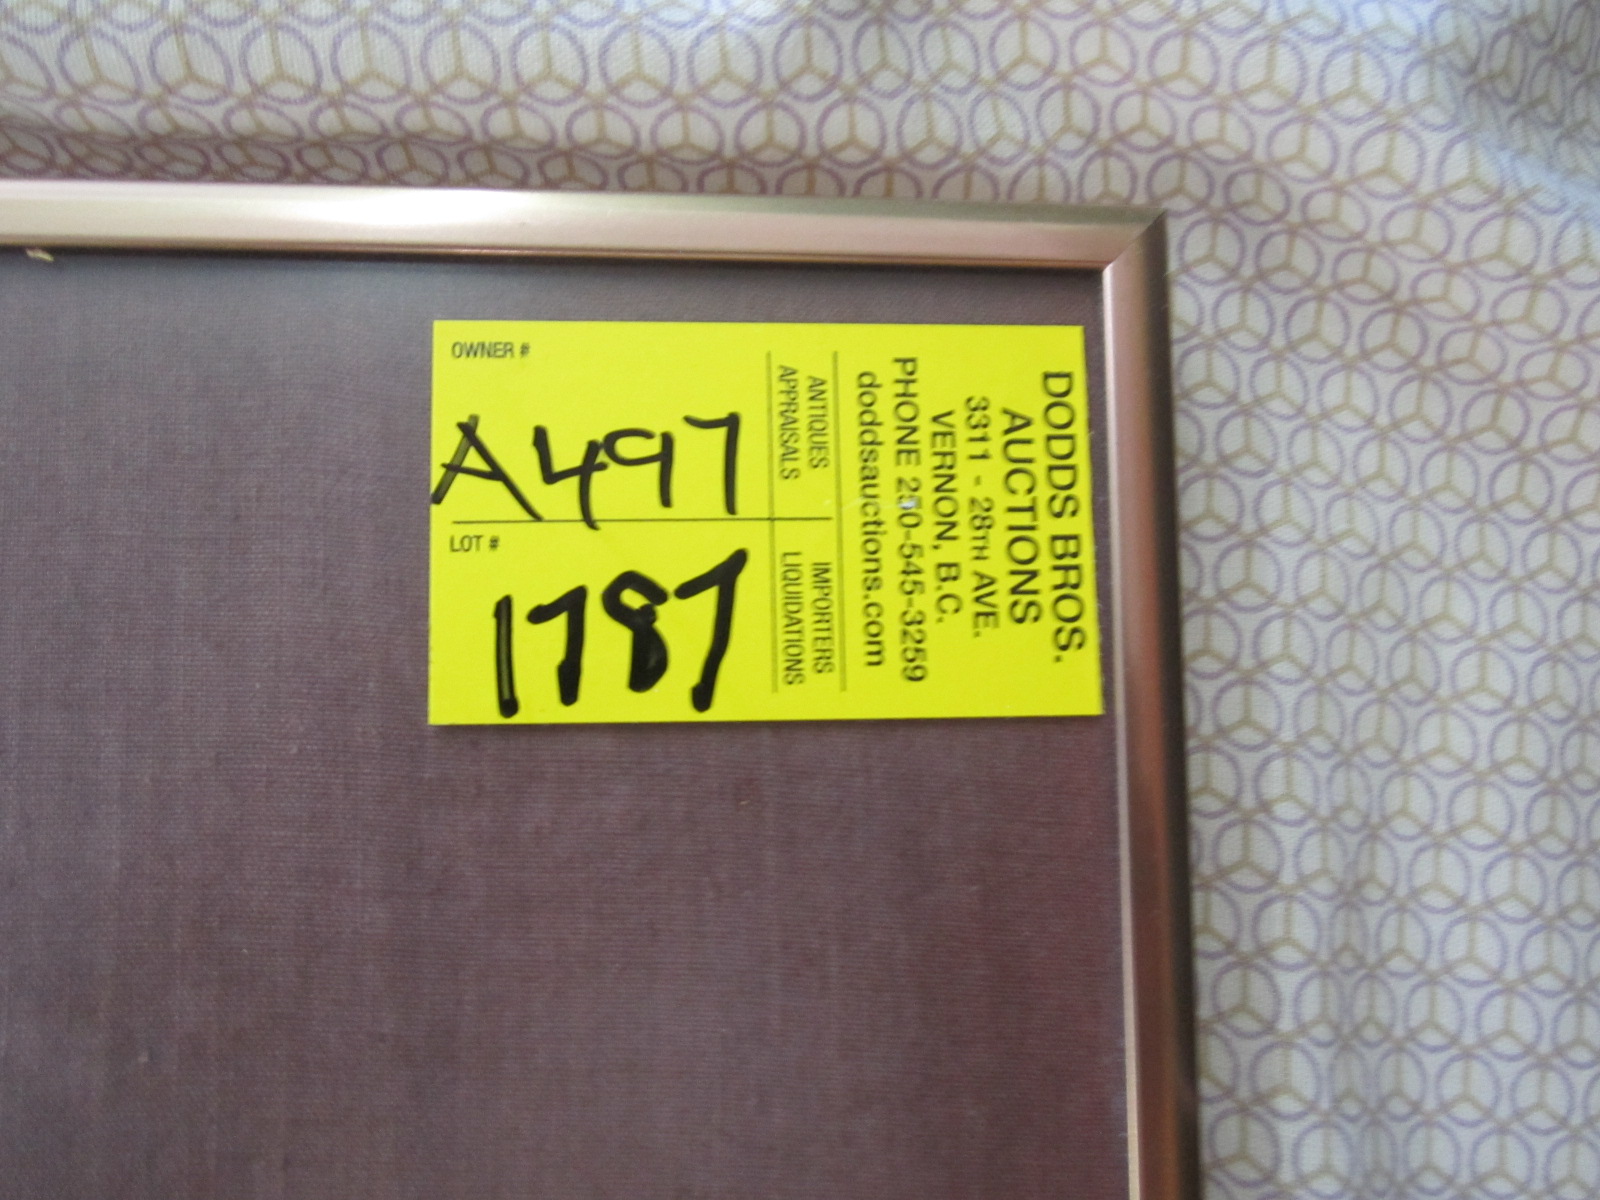 DODDS BROS.
AUCTIONS
3311 - 28TH AVE.
VERNON, B.C.
PHONE 250-545-3259
doddsauctions.com
ANTIQUES IMPORTERS
APPRAISALS LIQUIDATIONS
OWNER #
A497
LOT #
1787